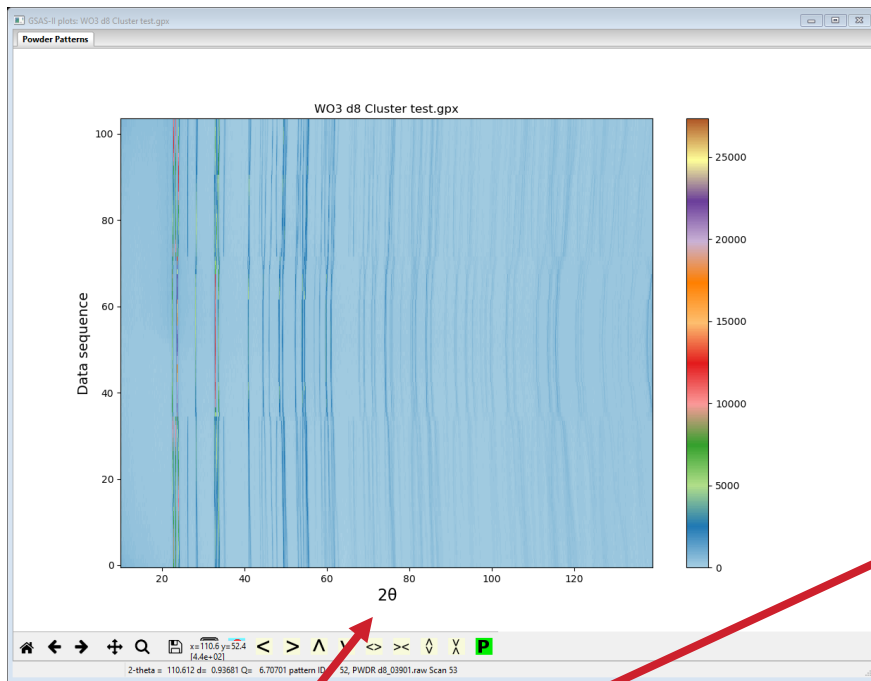 GSAS-II plots: WO3 d8 Cluster test.gpx
Powder Patterns
WO3 d8 Cluster test.gpx
Data sequence
100
80
60
40
20
0
20
40
60
80
100
120
2θ
25000
20000
15000
10000
5000
0
x=110.6 y=52.4
[4.4e+02]
< > Λ <> ><
P
2-theta = 110.612 d= 0.93681 Q= 6.70701 pattern ID 52, PWDR d8_03901.raw Scan 53